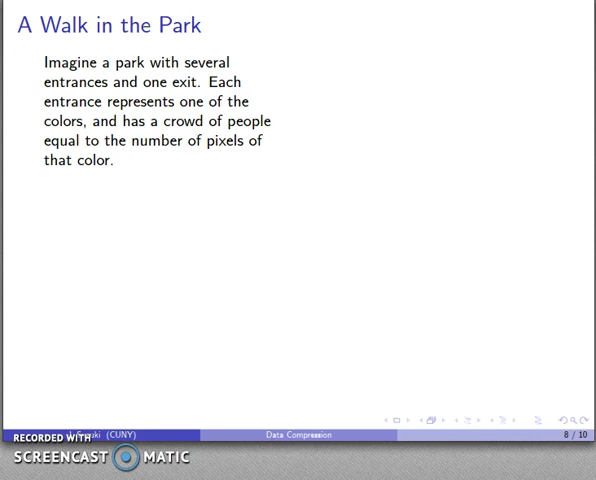 A Walk in the Park
Imagine a park with several
entrances and one exit. Each
entrance represents one of the
colors, and has a crowd of people
equal to the number of pixels of
that color.
(CUNY)
Data Compression
8 / 10
RECORDED WITH
SCREENCAST MATIC